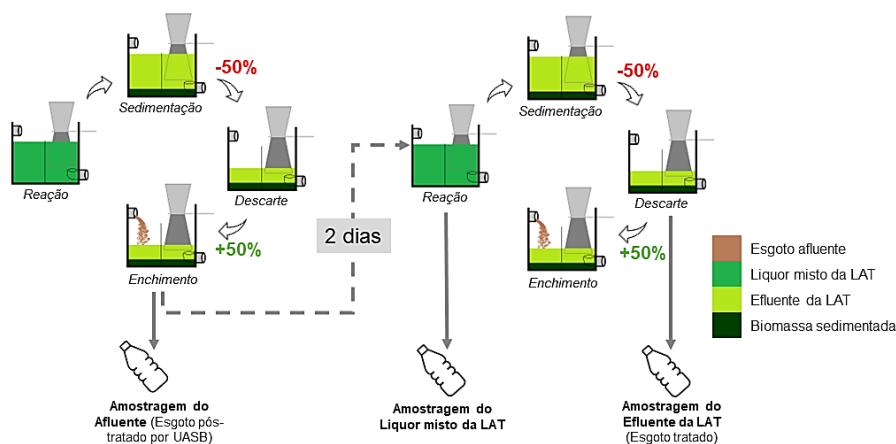 -50%
Sedimentação
Reação
Descarte
+50%
Enchimento
2 dias
-50%
Sedimentação
Reação
Descarte
+50%
Enchimento
Esgoto afluente
Liquor misto da LAT
Efluente da LAT
Biomassa sedimentada
Amostragem do
Afluente (Esgoto pós-
tratado por UASB)
Amostragem do
Liquor misto da LAT
Amostragem do
Efluente da LAT
(Esgoto tratado)